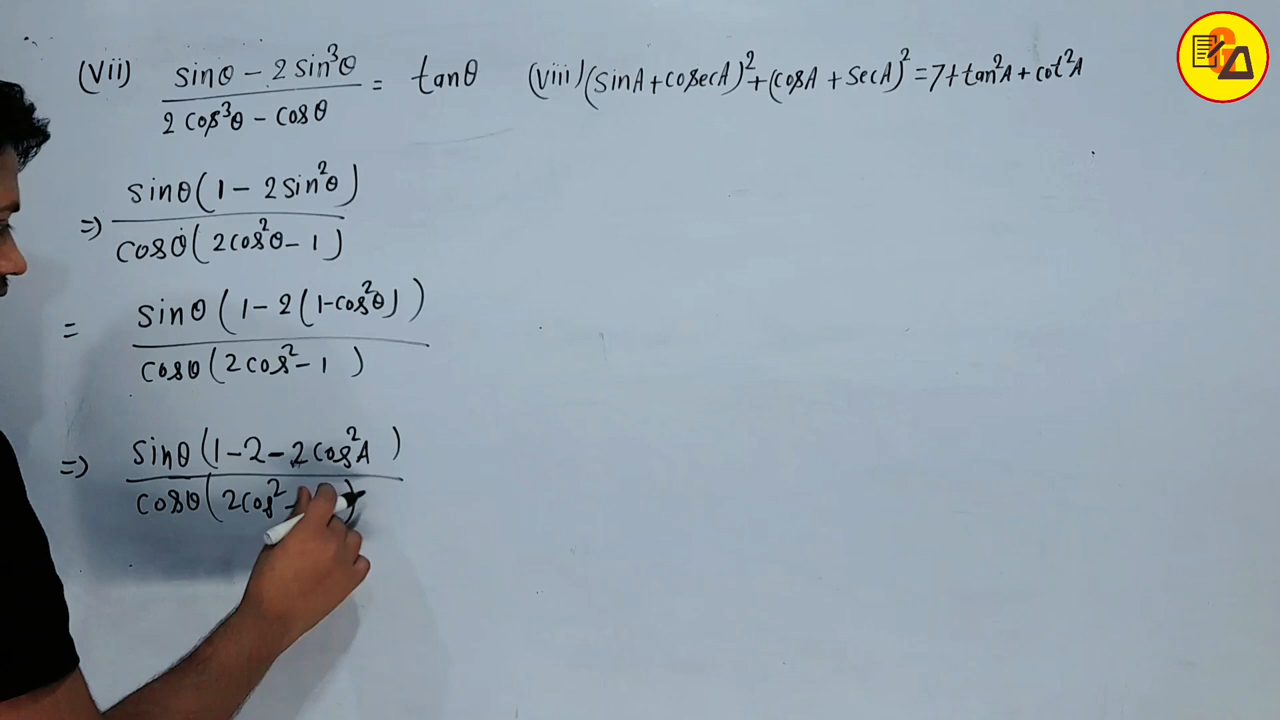 (vii) sinθ - 2 sin³θ / 2 cos³θ - cosθ = tanθ
(viii) (sinA + cosecA)² + (cosA + secA)² = 7 + tan²A + cot²A
=> sinθ(1 - 2sin²θ) / cosθ(2cos²θ - 1)
= sinθ(1 - 2(1-cos²θ)) / cosθ(2cos² - 1)
=> sinθ(1-2-2cos²A) / cosθ(2cos² - )